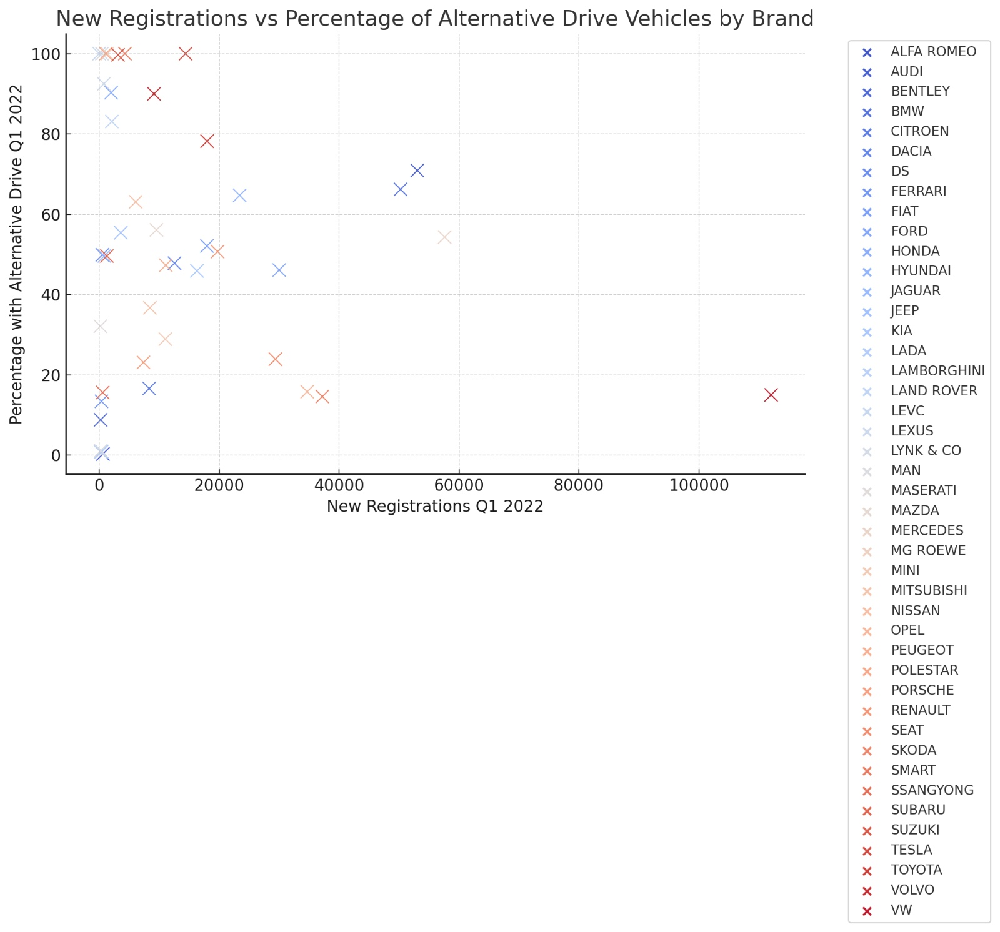 New Registrations vs Percentage of Alternative Drive Vehicles by Brand
Percentage with Alternative Drive Q1 2022
100
80
60
40
20
0
0 20000 40000 60000 80000 100000
New Registrations Q1 2022
ALFA ROMEO
AUDI
BENTLEY
BMW
CITROEN
DACIA
DS
FERRARI
FIAT
FORD
HONDA
HYUNDAI
JAGUAR
JEEP
KIA
LADA
LAMBORGHINI
LAND ROVER
LEVC
LEXUS
LYNK & CO
MAN
MASERATI
MAZDA
MERCEDES
MG ROEWE
MINI
MITSUBISHI
NISSAN
OPEL
PEUGEOT
POLESTAR
PORSCHE
RENAULT
SEAT
SKODA
SMART
SSANGYONG
SUBARU
SUZUKI
TESLA
TOYOTA
VOLVO
VW